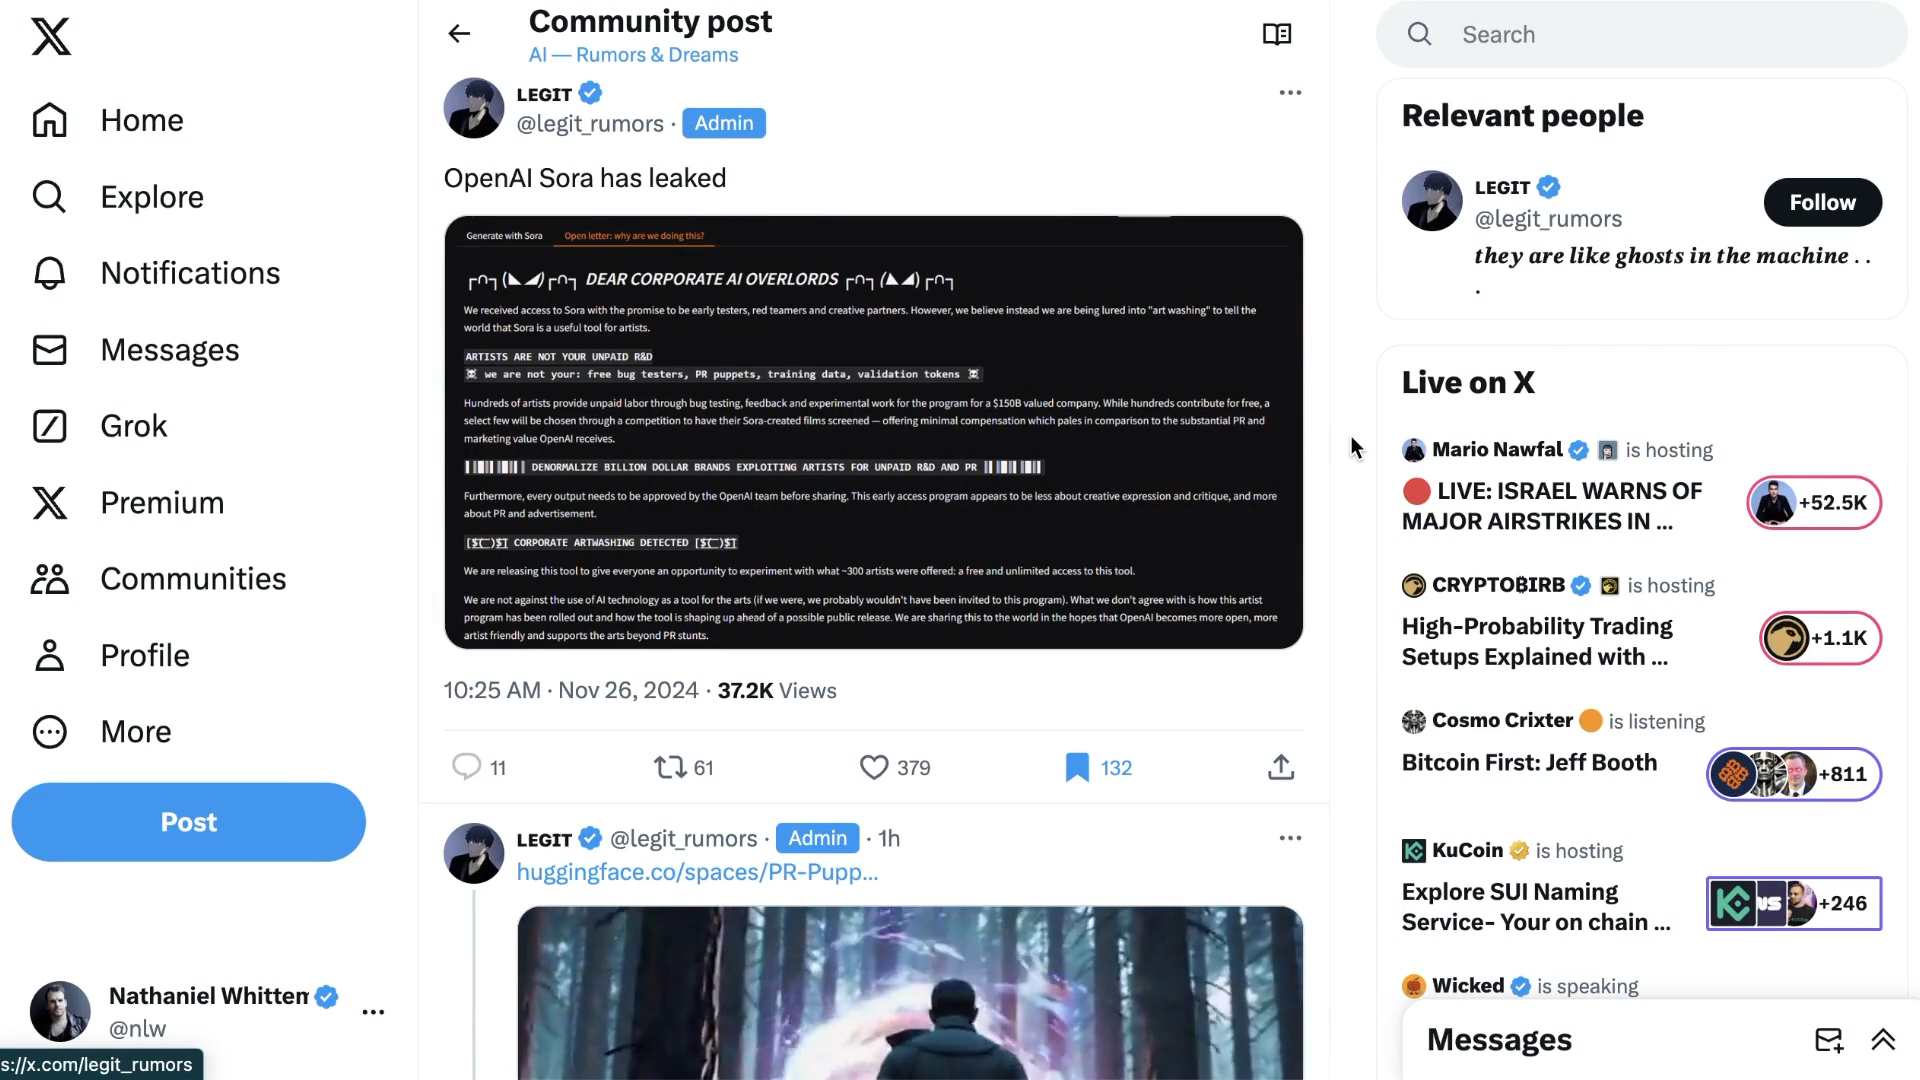 Home
Explore
Notifications
Messages
Grok
Premium
Communities
Profile
More
Post
Nathaniel Whittem
@nlw
s://x.com/legit_rumors
Community post
AI — Rumors & Dreams
LEGIT
@legit_rumors · Admin
OpenAI Sora has leaked
Generate with Sora Open letter: why are we doing this?
DEAR CORPORATE AI OVERLORDS
We received access to Sora with the promise to be early testers, red teamers and creative partners. However, we believe instead we are being lured into "art washing" to tell the
world that Sora is a useful tool for artists.
ARTISTS ARE NOT YOUR UNPAID R&D
☠ we are not your: free bug testers, PR puppets, training data, validation tokens ☠
Hundreds of artists provide unpaid labor through bug testing, feedback and experimental work for the program for a $150B valued company. While hundreds contribute for free, a
select few will be chosen through a competition to have their Sora-created films screened — offering minimal compensation which pales in comparison to the substantial PR and
marketing value OpenAI receives.
DENORMALIZE BILLION DOLLAR BRANDS EXPLOITING ARTISTS FOR UNPAID R&D AND PR
Furthermore, every output needs to be approved by the OpenAI team before sharing. This early access program appears to be less about creative expression and critique, and more
about PR and advertisement.
CORPORATE ARTWASHING DETECTED
We are releasing this tool to give everyone an opportunity to experiment with what ~300 artists were offered: a free and unlimited access to this tool.
We are not against the use of AI technology as a tool for the arts (if we were, we probably wouldn't have been invited to this program). What we don't agree with is how this artist
program has been rolled out and how the tool is shaping up ahead of a possible public release. We are sharing this to the world in the hopes that OpenAI becomes more open, more
artist friendly and supports the arts beyond PR stunts.
10:25 AM · Nov 26, 2024 · 37.2K Views
11 61 379 132
LEGIT @legit_rumors · Admin · 1h
huggingface.co/spaces/PR-Pupp...
Search
Relevant people
LEGIT
@legit_rumors
Follow
they are like ghosts in the machine . .
.
Live on X
Mario Nawfal is hosting
🔴 LIVE: ISRAEL WARNS OF
MAJOR AIRSTRIKES IN ...
+52.5K
CRYPTO₿IRB is hosting
High-Probability Trading
Setups Explained with ...
+1.1K
Cosmo Crixter 🟠 is listening
Bitcoin First: Jeff Booth
+811
KuCoin is hosting
Explore SUI Naming
Service- Your on chain ...
NS
+246
Wicked is speaking
Messages